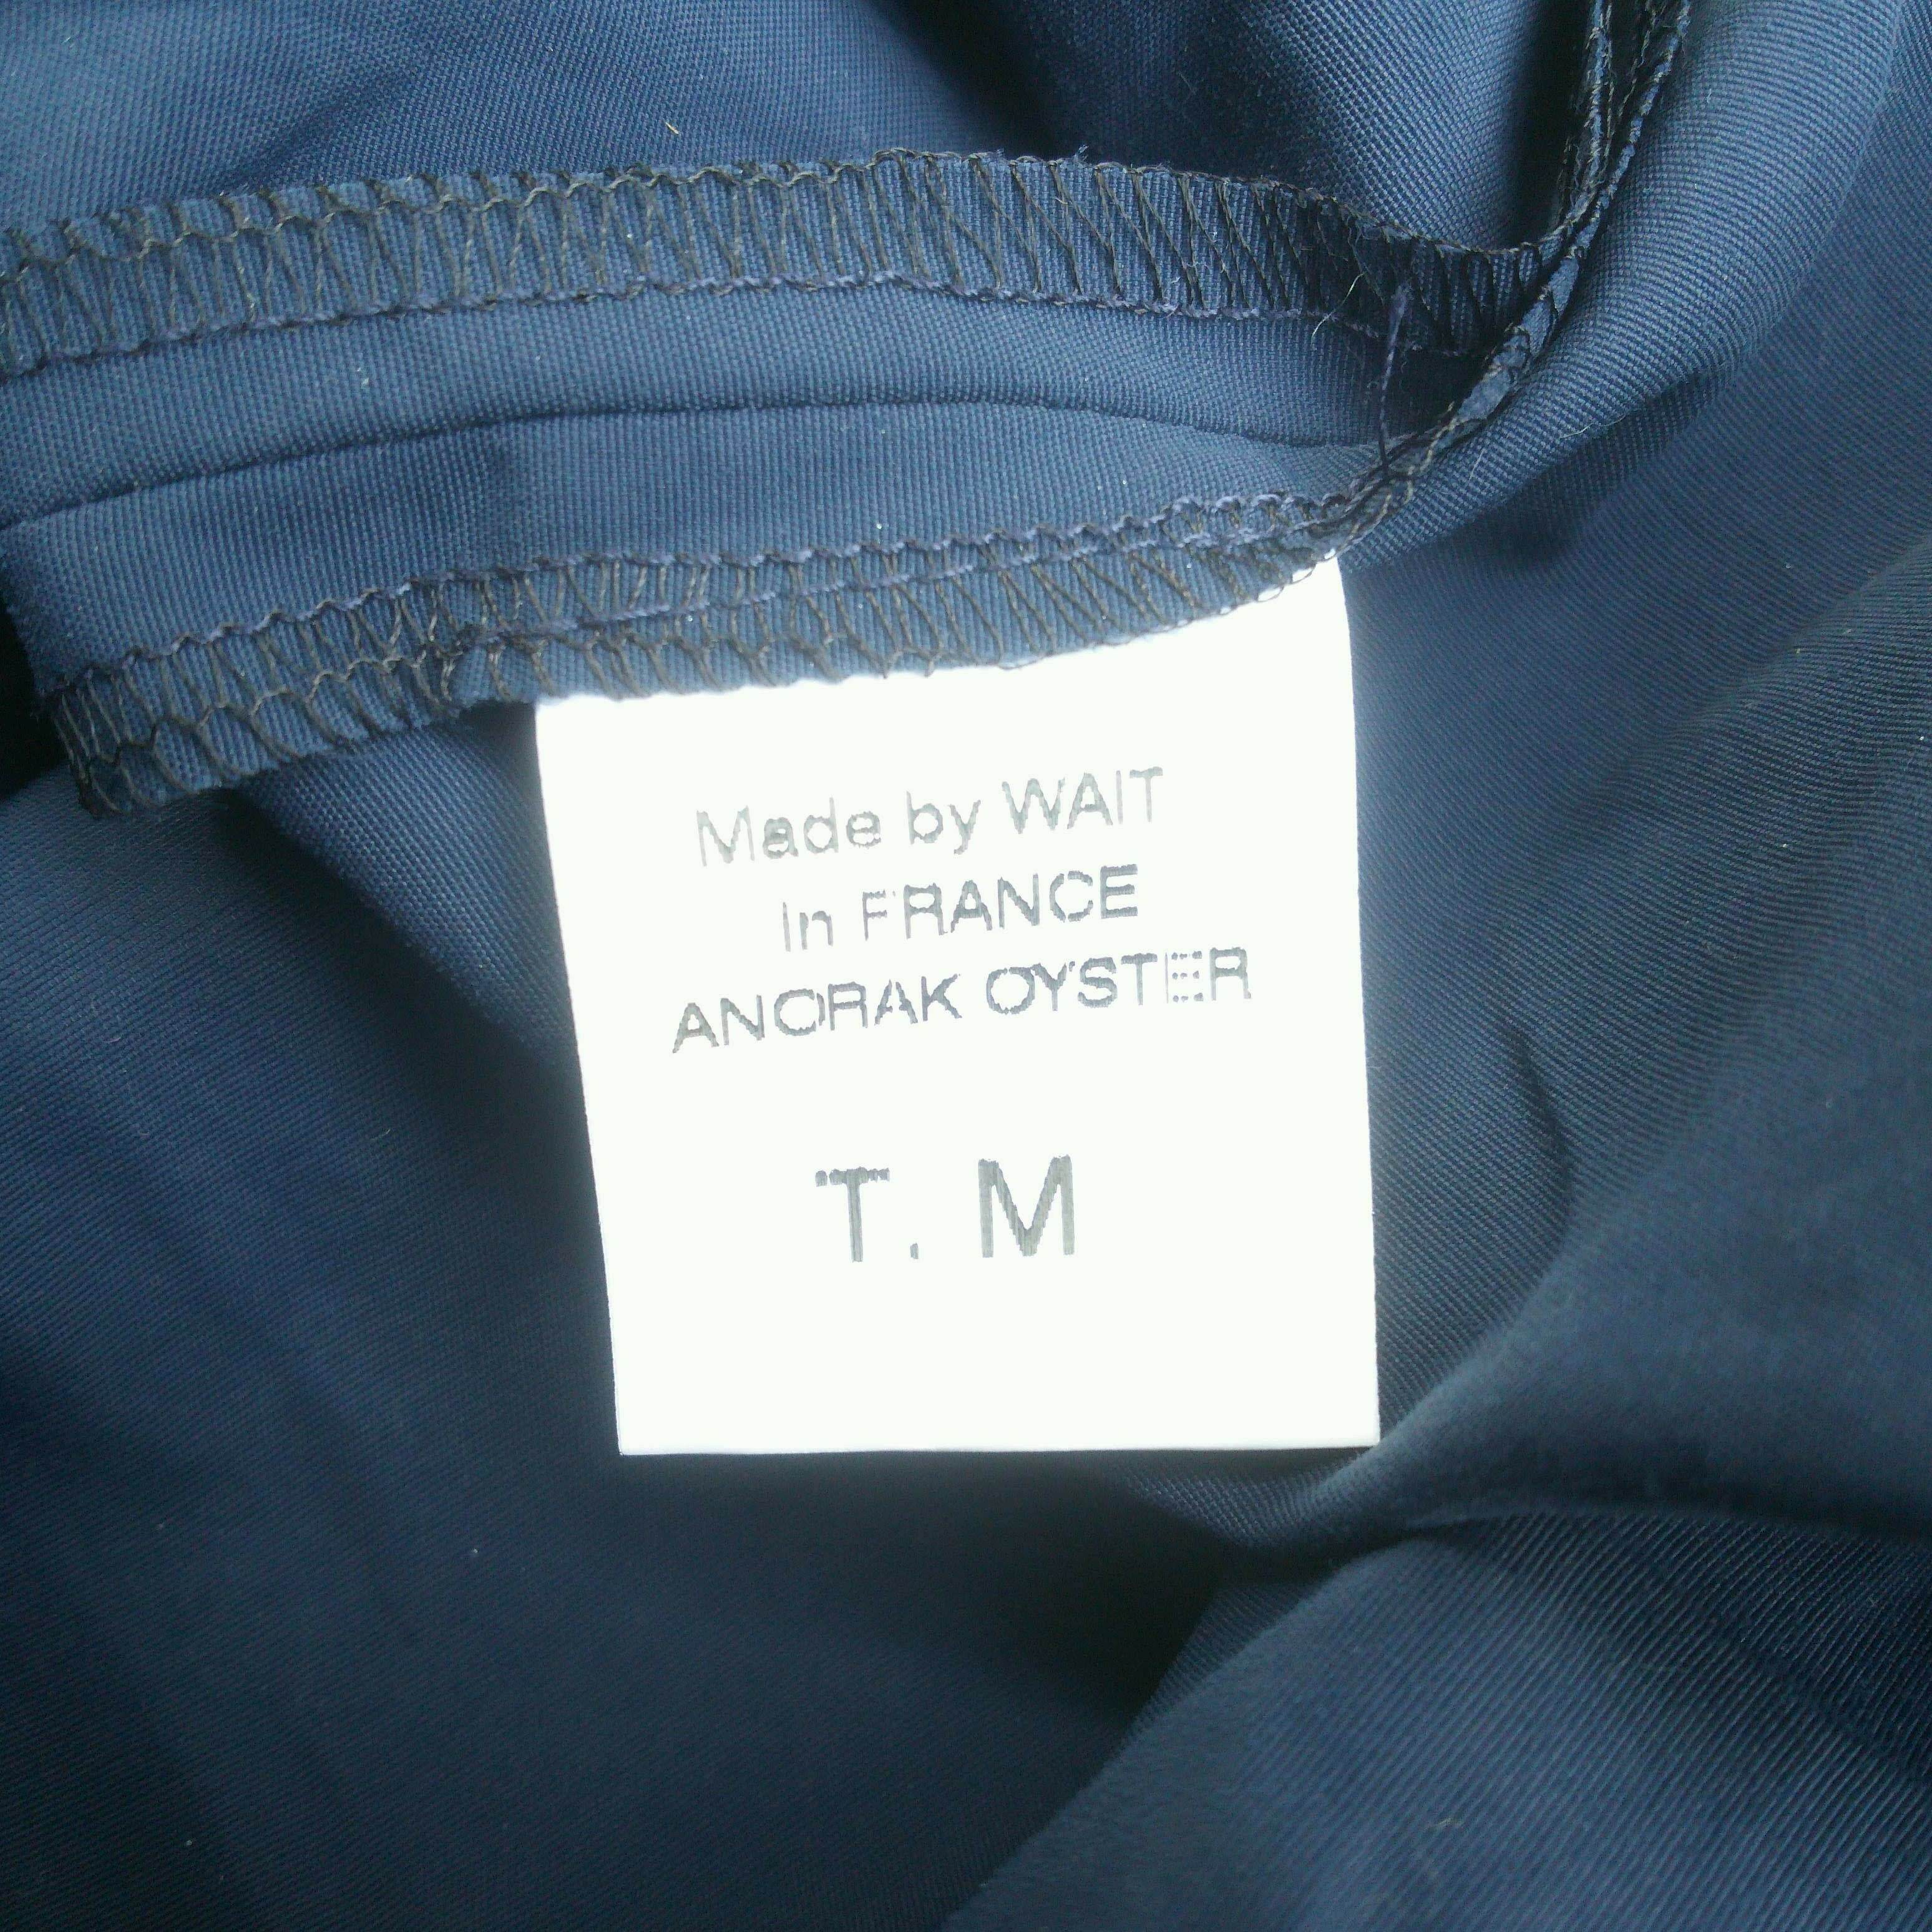 Made by WAIT
In FRANCE
ANORAK OYSTER
T. M